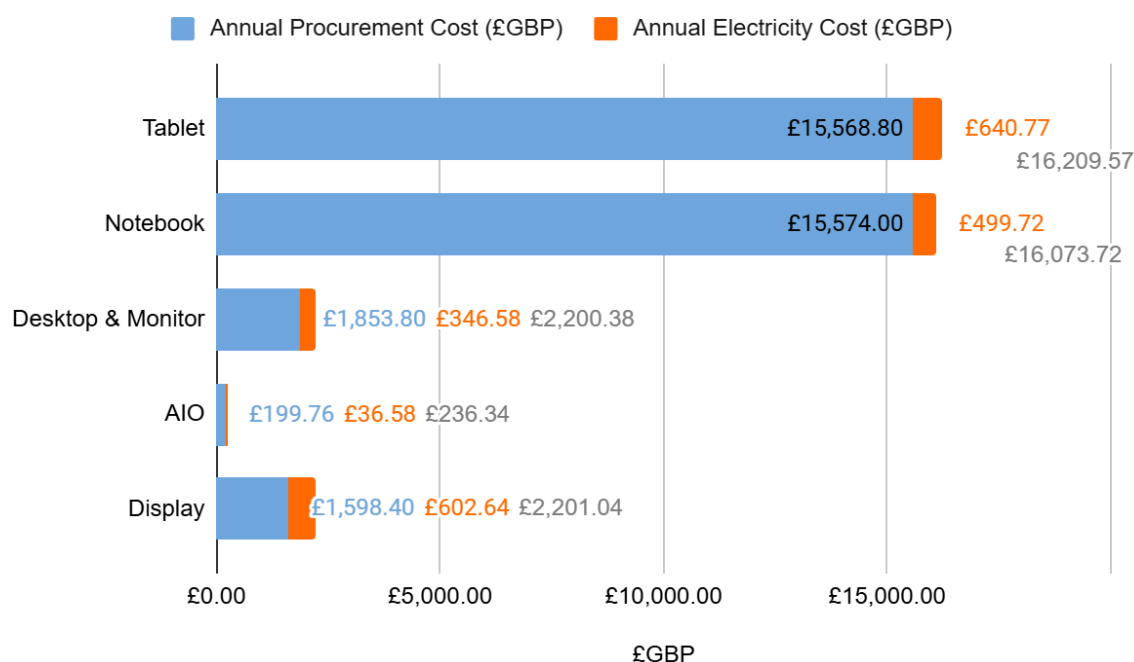 Annual Procurement Cost (£GBP) Annual Electricity Cost (£GBP)
Tablet £15,568.80 £640.77
£16,209.57
Notebook £15,574.00 £499.72
£16,073.72
Desktop & Monitor £1,853.80 £346.58 £2,200.38
AIO £199.76 £36.58 £236.34
Display £1,598.40 £602.64 £2,201.04
£0.00 £5,000.00 £10,000.00 £15,000.00
£GBP